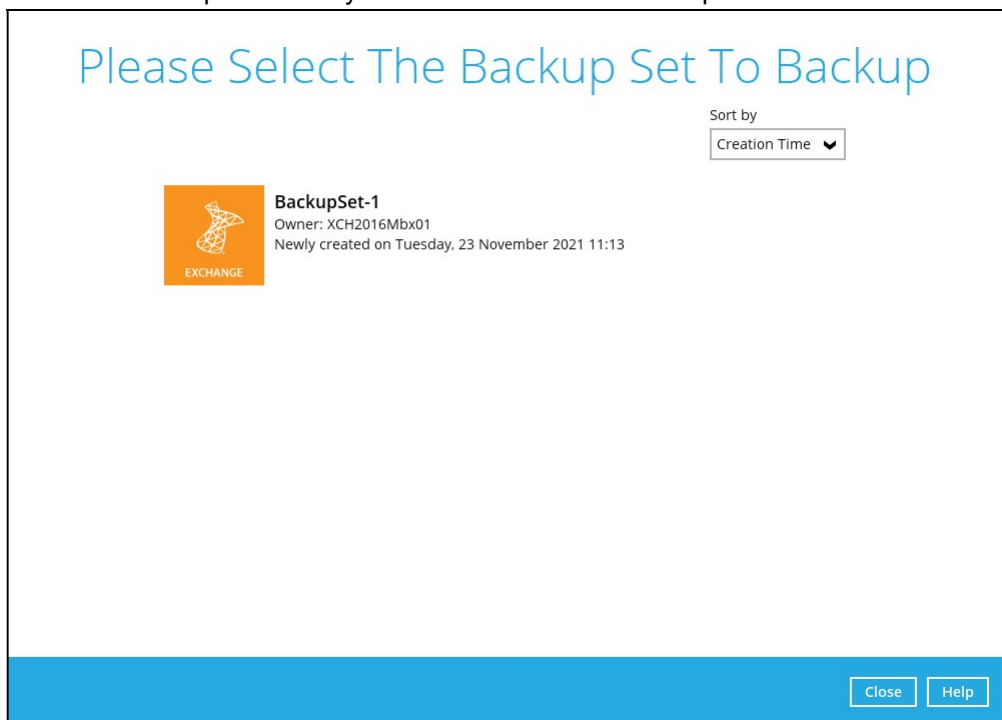 Please Select The Backup Set To Backup
Sort by
Creation Time
BackupSet-1
Owner: XCH2016Mbx01
Newly created on Tuesday, 23 November 2021 11:13
EXCHANGE
Close Help